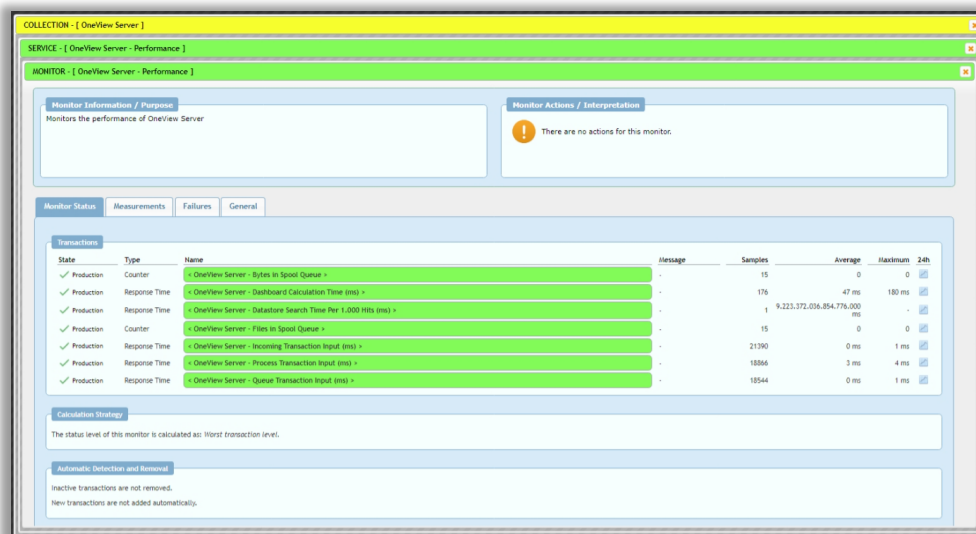 COLLECTION - [ OneView Server ]
SERVICE - [ OneView Server - Performance ]
MONITOR - [ OneView Server - Performance ]
Monitor Information / Purpose
Monitors the performance of OneView Server
Monitor Actions / Interpretation
There are no actions for this monitor.
Monitor Status Measurements Failures General
Transactions
State Type Name Message Samples Average Maximum 24h
Production Counter < OneView Server - Bytes in Spool Queue > - 15 0 0
Production Response Time < OneView Server - Dashboard Calculation Time (ms) > - 176 47 ms 180 ms
Production Response Time < OneView Server - Datastore Search Time Per 1.000 Hits (ms) > - 1 9.223.372.036.854.776.000 -
ms
Production Counter < OneView Server - Files in Spool Queue > - 15 0 0
Production Response Time < OneView Server - Incoming Transaction Input (ms) > - 21390 0 ms 1 ms
Production Response Time < OneView Server - Process Transaction Input (ms) > - 18866 3 ms 4 ms
Production Response Time < OneView Server - Queue Transaction Input (ms) > - 18544 0 ms 1 ms
Calculation Strategy
The status level of this monitor is calculated as: Worst transaction level.
Automatic Detection and Removal
Inactive transactions are not removed.
New transactions are not added automatically.